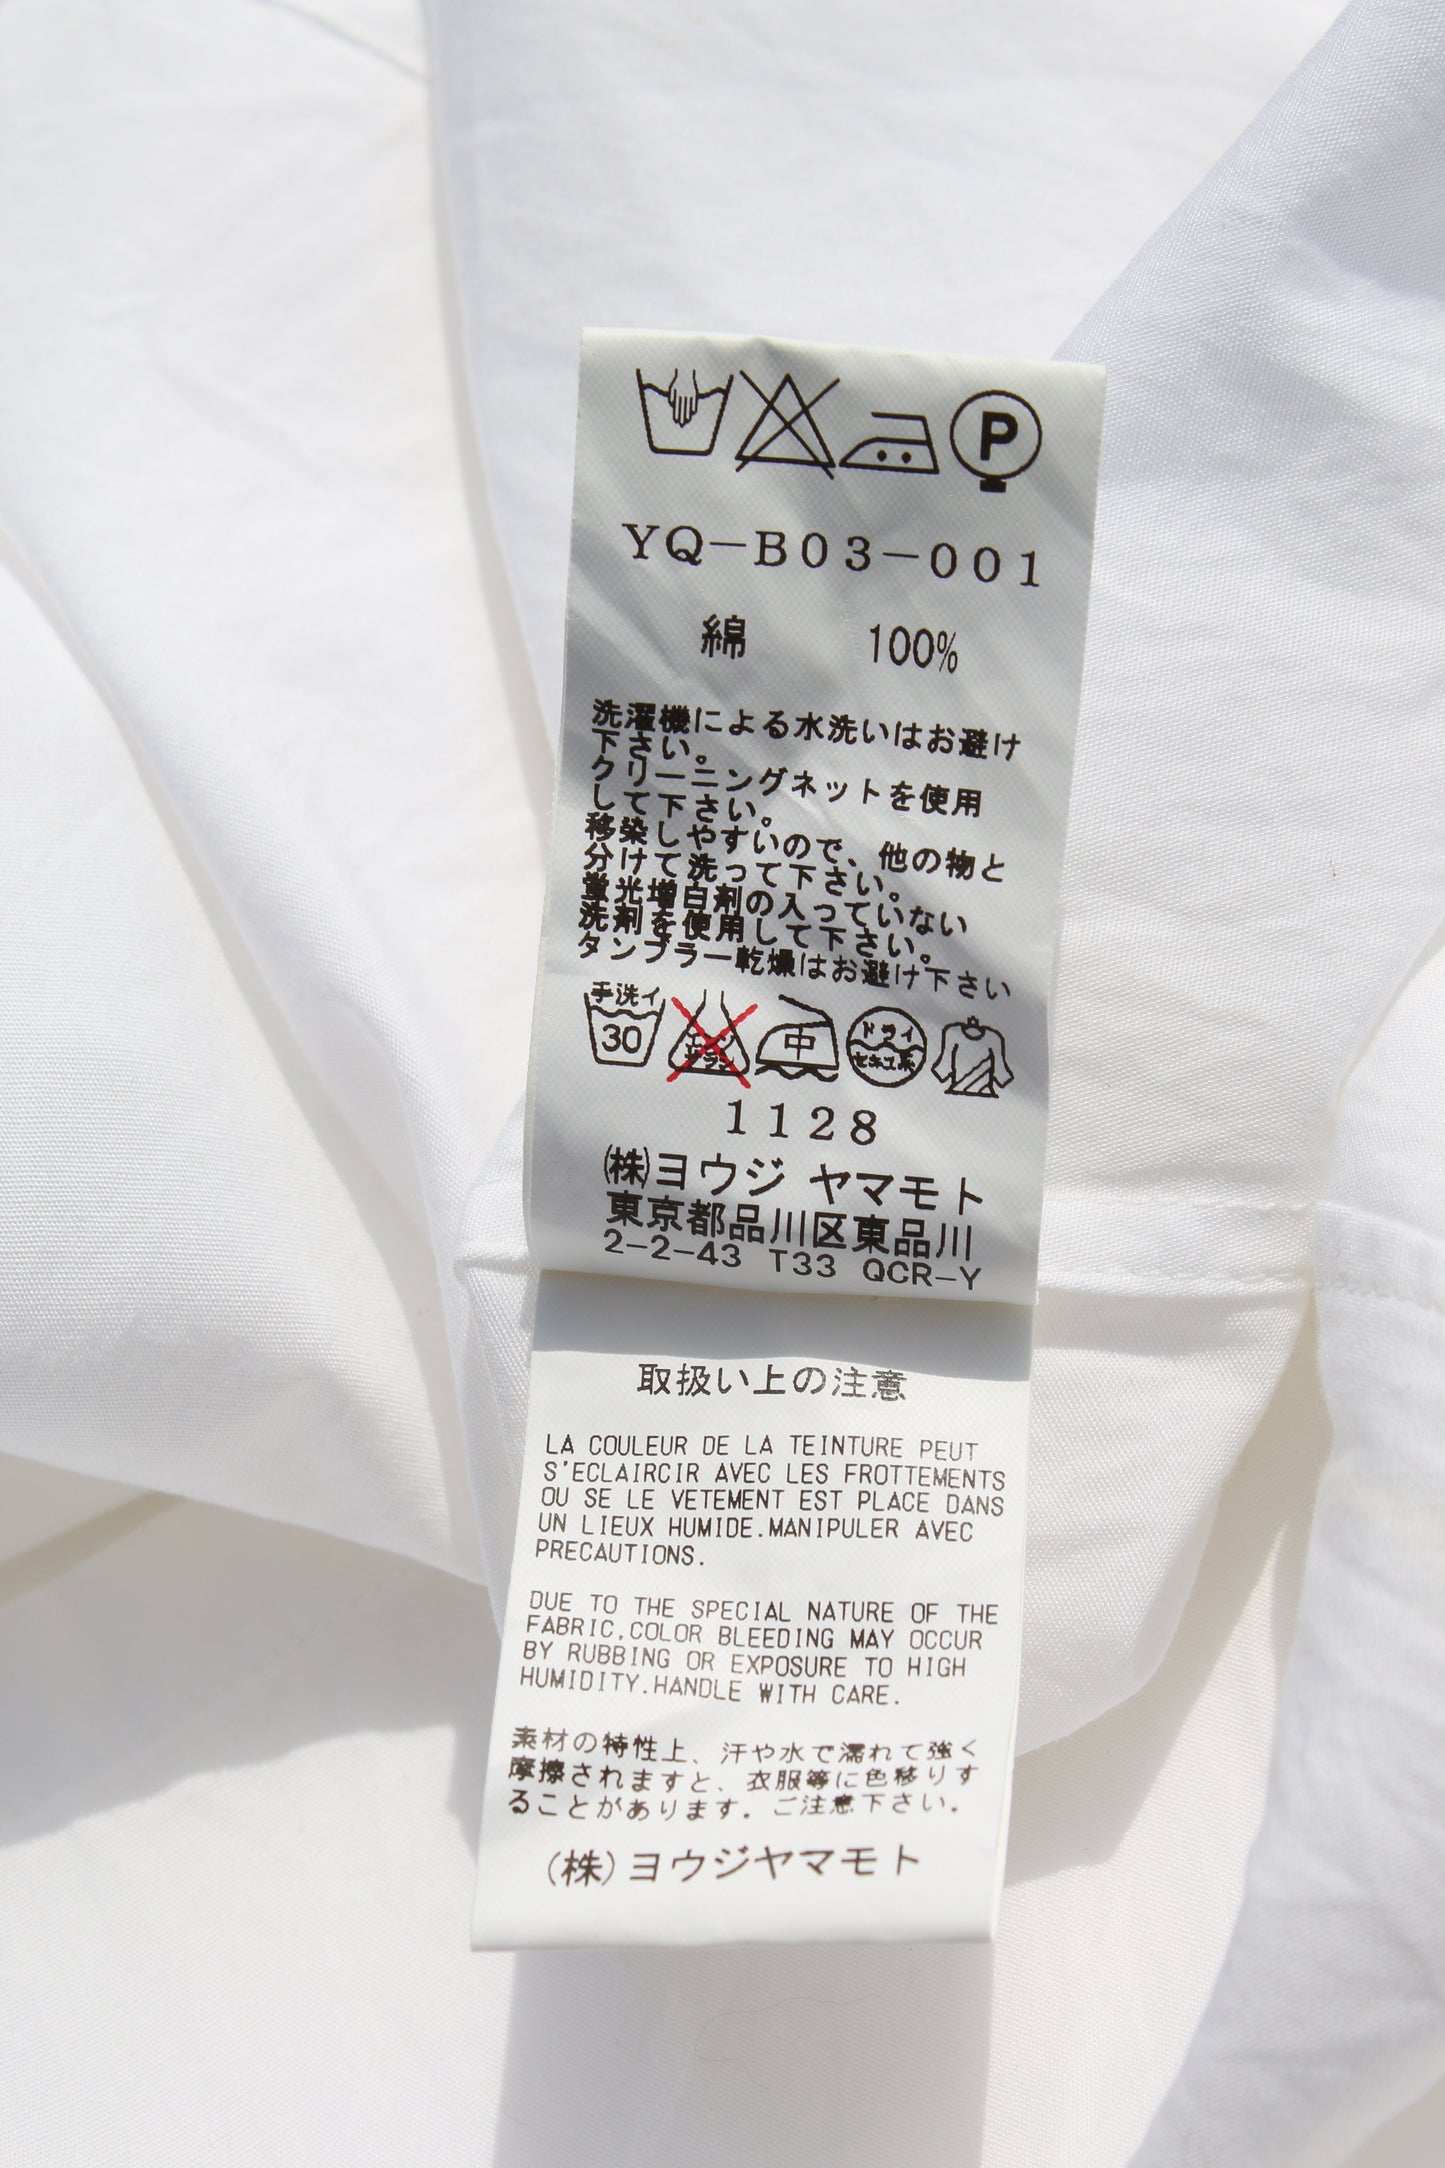 P
YQ-B03-001
綿 100%
洗濯機による水洗いはお避け
下さい。
クリーニングネットを使用
して下さい。
移染しやすいので、他の物と
分けて洗って下さい。
蛍光増白剤の入っていない
洗剤を使用して下さい。
タンブラー乾燥はお避け下さい
手洗イ 30 エンソ サラシ 中 ドライ セキユ系
1128
(株)ヨウジ ヤマモト
東京都品川区東品川
2-2-43 T33 QCR-Y
取扱い上の注意
LA COULEUR DE LA TEINTURE PEUT
S'ECLAIRCIR AVEC LES FROTTEMENTS
OU SE LE VETEMENT EST PLACE DANS
UN LIEUX HUMIDE.MANIPULER AVEC
PRECAUTIONS.
DUE TO THE SPECIAL NATURE OF THE
FABRIC,COLOR BLEEDING MAY OCCUR
BY RUBBING OR EXPOSURE TO HIGH
HUMIDITY.HANDLE WITH CARE.
素材の特性上、汗や水で濡れて強く
摩擦されますと、衣服等に色移りす
ることがあります。ご注意下さい。
(株)ヨウジヤマモト